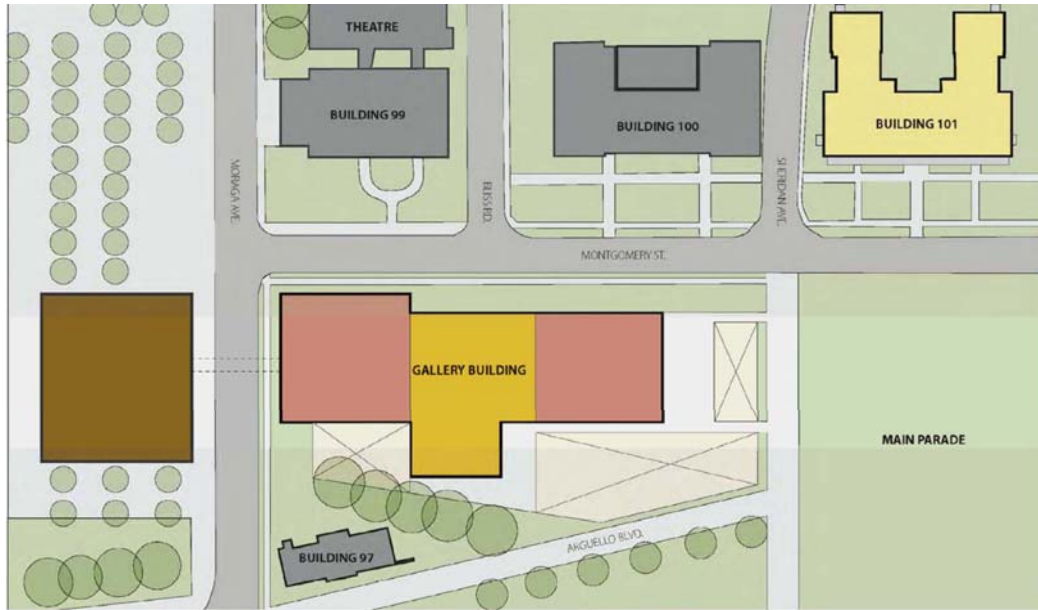 THEATRE
BUILDING 99
BUILDING 100
BUILDING 101
MORAGA AVE.
BLISS RD.
SHERIDAN AVE.
MONTGOMERY ST.
GALLERY BUILDING
MAIN PARADE
ARGUELLO BLVD.
BUILDING 97